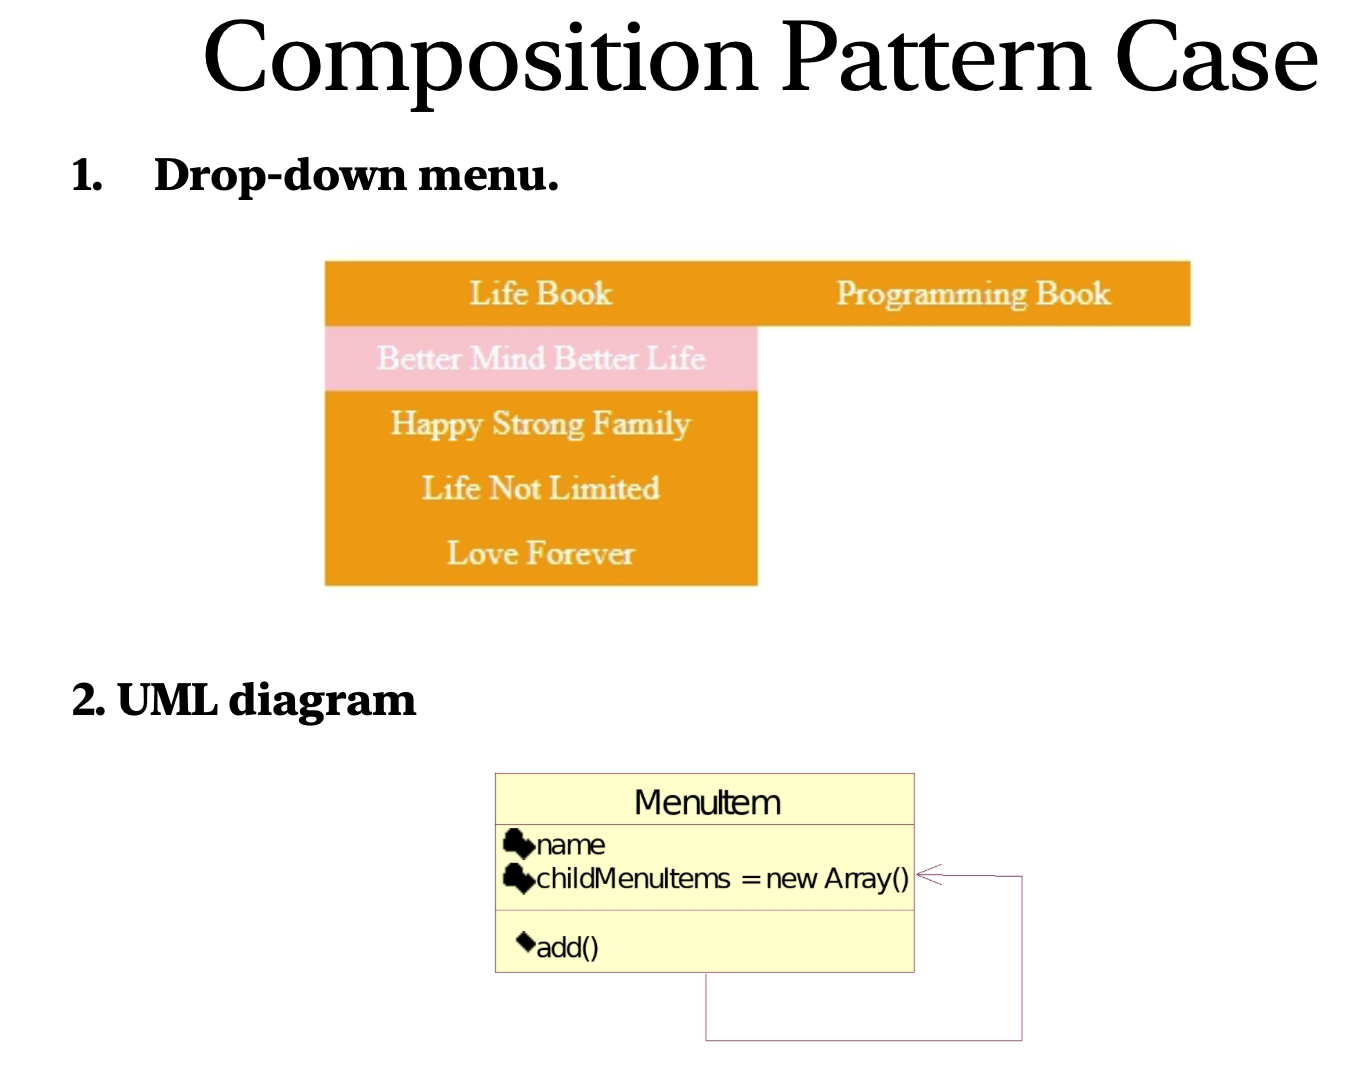 Composition Pattern Case
1. Drop-down menu.
Life Book Programming Book
Better Mind Better Life
Happy Strong Family
Life Not Limited
Love Forever
2. UML diagram
MenuItem
name
childMenuItems = new Array()
add()